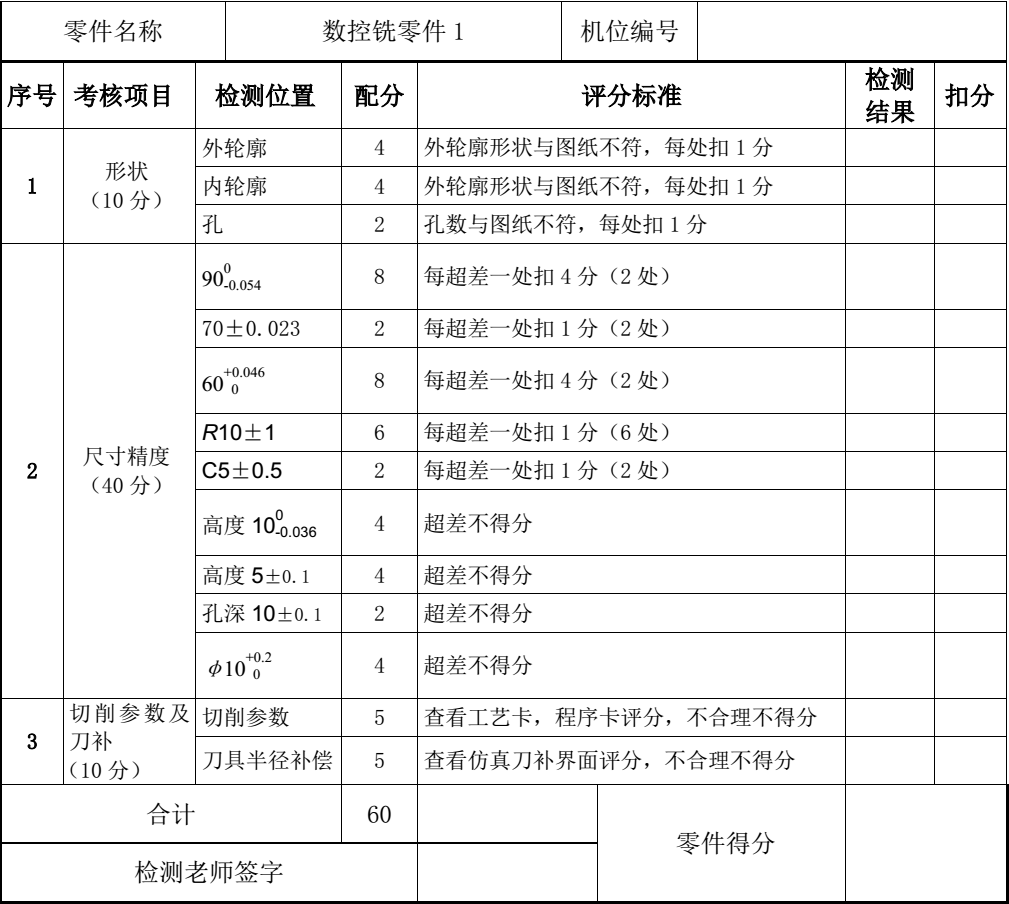 零件名称 数控铣零件 1 机位编号
序号 考核项目 检测位置 配分 评分标准 检测结果 扣分
1 形状（10 分） 外轮廓 4 外轮廓形状与图纸不符，每处扣 1 分
内轮廓 4 外轮廓形状与图纸不符，每处扣 1 分
孔 2 孔数与图纸不符，每处扣 1 分
2 尺寸精度（40 分） 90 0 -0.054 8 每超差一处扣 4 分（2 处）
70±0.023 2 每超差一处扣 1 分（2 处）
60 +0.046 0 8 每超差一处扣 4 分（2 处）
R10±1 6 每超差一处扣 1 分（6 处）
C5±0.5 2 每超差一处扣 1 分（2 处）
高度 10 0 -0.036 4 超差不得分
高度 5±0.1 4 超差不得分
孔深 10±0.1 2 超差不得分
φ10 +0.2 0 4 超差不得分
3 切削参数及刀补（10 分） 切削参数 5 查看工艺卡，程序卡评分，不合理不得分
刀具半径补偿 5 查看仿真刀补界面评分，不合理不得分
合计 60 零件得分
检测老师签字